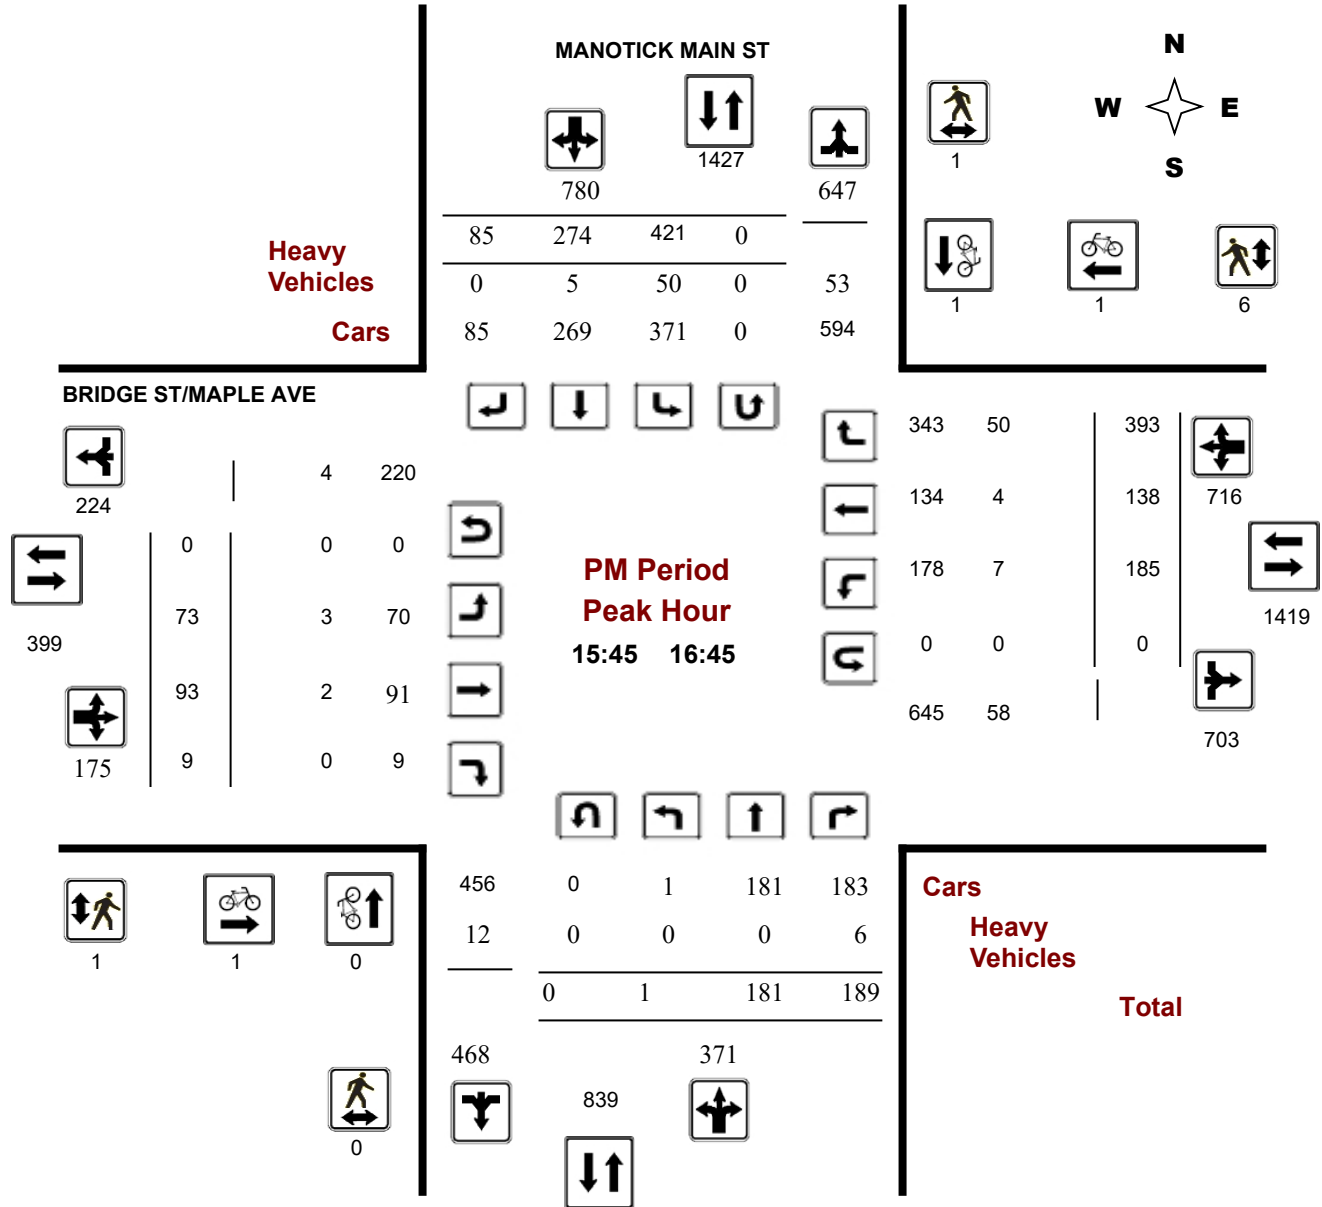 MANOTICK MAIN ST
N
W E
S
1427
1
780
647
85 274 421 0
Heavy
Vehicles
0 5 50 0 53
1 1 6
Cars
85 269 371 0 594
BRIDGE ST/MAPLE AVE
343 50 393
4 220
224
134 4 138 716
0 0 0
PM Period
178 7 185
Peak Hour
73 3 70
1419
399
15:45 16:45
0 0 0
93 2 91
645 58
703
175
9 0 9
456 0 1 181 183
Cars
12 0 0 0 6
Heavy
Vehicles
1 1 0
0 1 181 189
Total
468 371
839
0